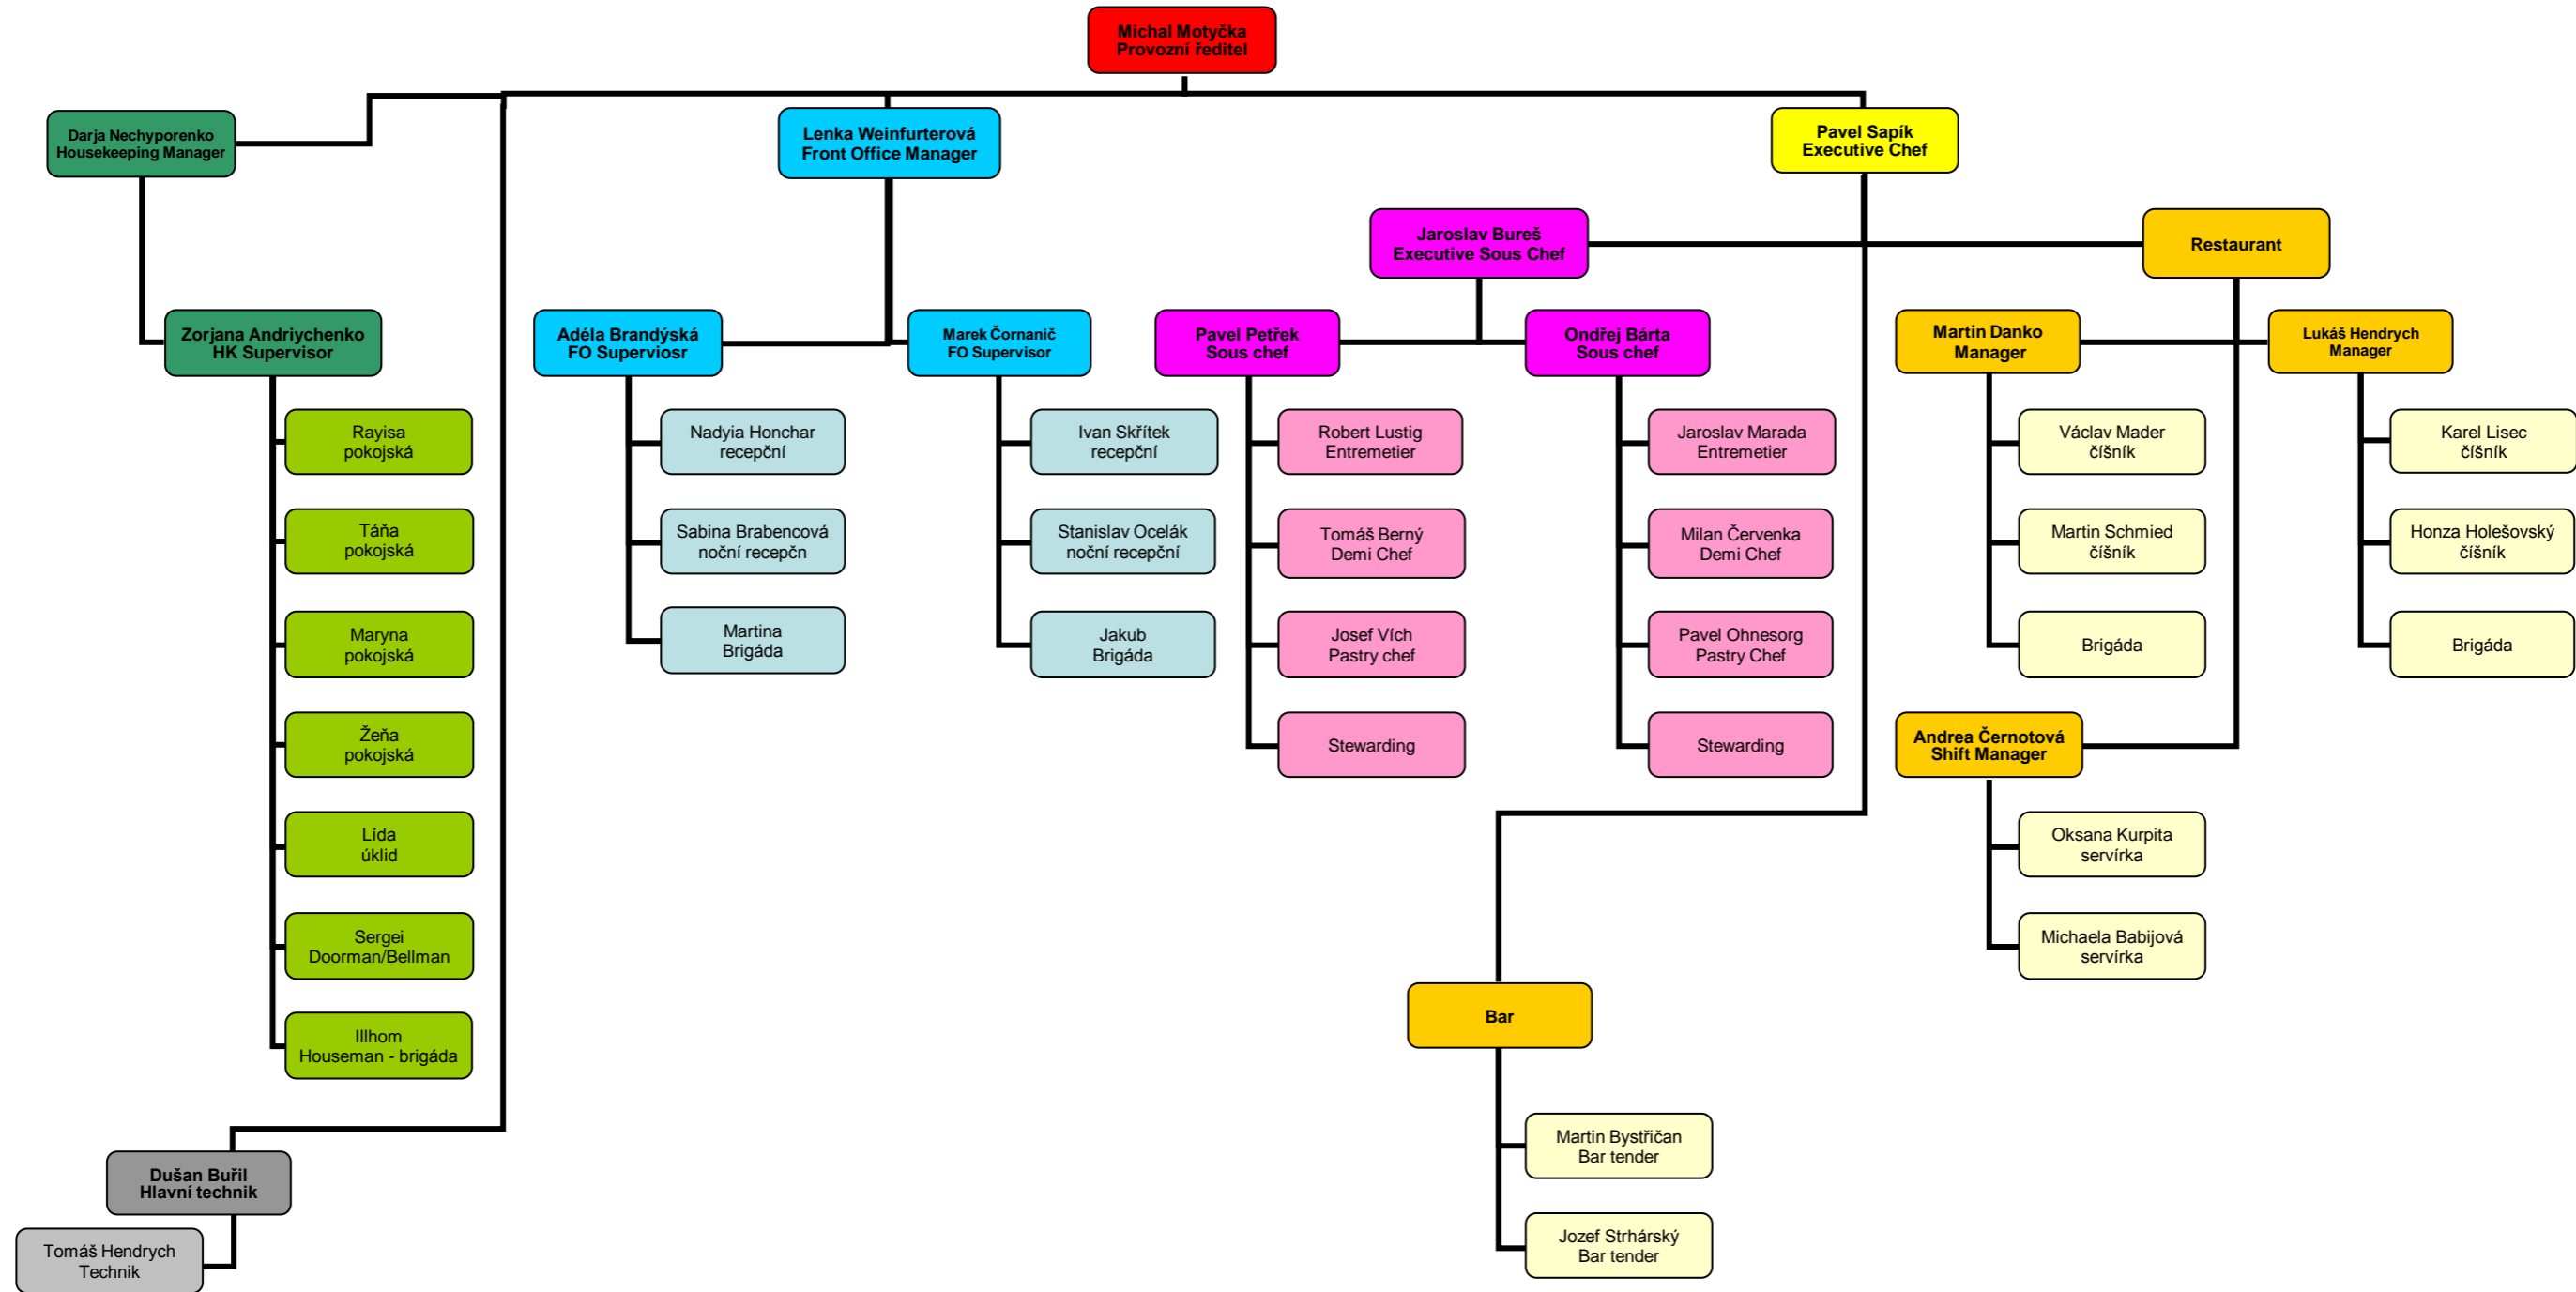 Michal Motyčka
Provozní ředitel
Darja Nechyporenko
Housekeeping Manager
Lenka Weinfurterová
Front Office Manager
Pavel Sapík
Executive Chef
Jaroslav Bureš
Executive Sous Chef
Restaurant
Zorjana Andriychenko
HK Supervisor
Adéla Brandýská
FO Superviosr
Marek Čornanič
FO Supervisor
Pavel Petřek
Sous chef
Ondřej Bárta
Sous chef
Martin Danko
Manager
Lukáš Hendrych
Manager
Rayisa
pokojská
Nadyia Honchar
recepční
Ivan Skřítek
recepční
Robert Lustig
Entremetier
Jaroslav Marada
Entremetier
Václav Mader
číšník
Karel Lisec
číšník
Táňa
pokojská
Sabina Brabencová
noční recepčn
Stanislav Ocelák
noční recepční
Tomáš Berný
Demi Chef
Milan Červenka
Demi Chef
Martin Schmied
číšník
Honza Holešovský
číšník
Maryna
pokojská
Martina
Brigáda
Jakub
Brigáda
Josef Vích
Pastry chef
Pavel Ohnesorg
Pastry Chef
Brigáda
Brigáda
Žeňa
pokojská
Stewarding
Stewarding
Andrea Černotová
Shift Manager
Lída
úklid
Oksana Kurpita
servírka
Sergei
Doorman/Bellman
Michaela Babijová
servírka
Illhom
Houseman - brigáda
Bar
Martin Bystřičan
Bar tender
Dušan Buřil
Hlavní technik
Jozef Strhárský
Bar tender
Tomáš Hendrych
Technik